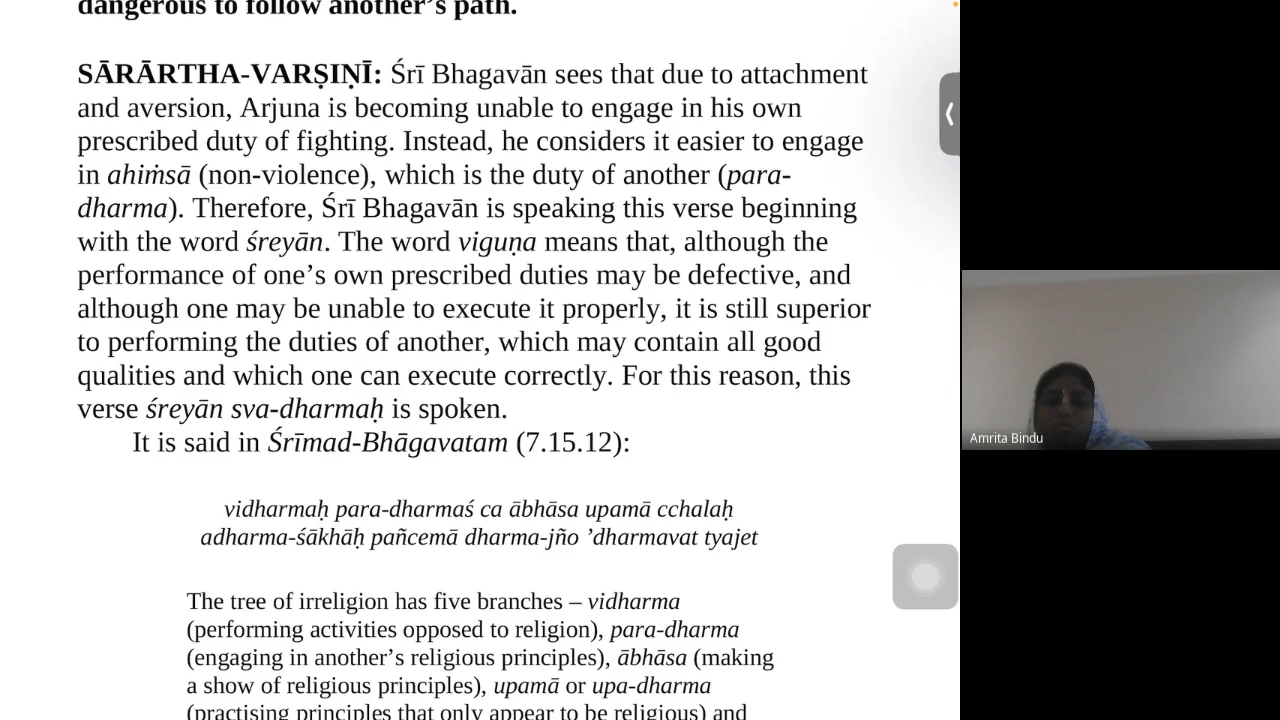 dangerous to follow another’s path.
SĀRĀRTHA-VARṢIṆĪ: Śrī Bhagavān sees that due to attachment
and aversion, Arjuna is becoming unable to engage in his own
prescribed duty of fighting. Instead, he considers it easier to engage
in ahiṁsā (non-violence), which is the duty of another (para-
dharma). Therefore, Śrī Bhagavān is speaking this verse beginning
with the word śreyān. The word viguṇa means that, although the
performance of one’s own prescribed duties may be defective, and
although one may be unable to execute it properly, it is still superior
to performing the duties of another, which may contain all good
qualities and which one can execute correctly. For this reason, this
verse śreyān sva-dharmaḥ is spoken.
It is said in Śrīmad-Bhāgavatam (7.15.12):
vidharmaḥ para-dharmaś ca ābhāsa upamā cchalaḥ
adharma-śākhāḥ pañcemā dharma-jño ’dharmavat tyajet
The tree of irreligion has five branches – vidharma
(performing activities opposed to religion), para-dharma
(engaging in another’s religious principles), ābhāsa (making
a show of religious principles), upamā or upa-dharma
(practising principles that only appear to be religious) and
Amrita Bindu